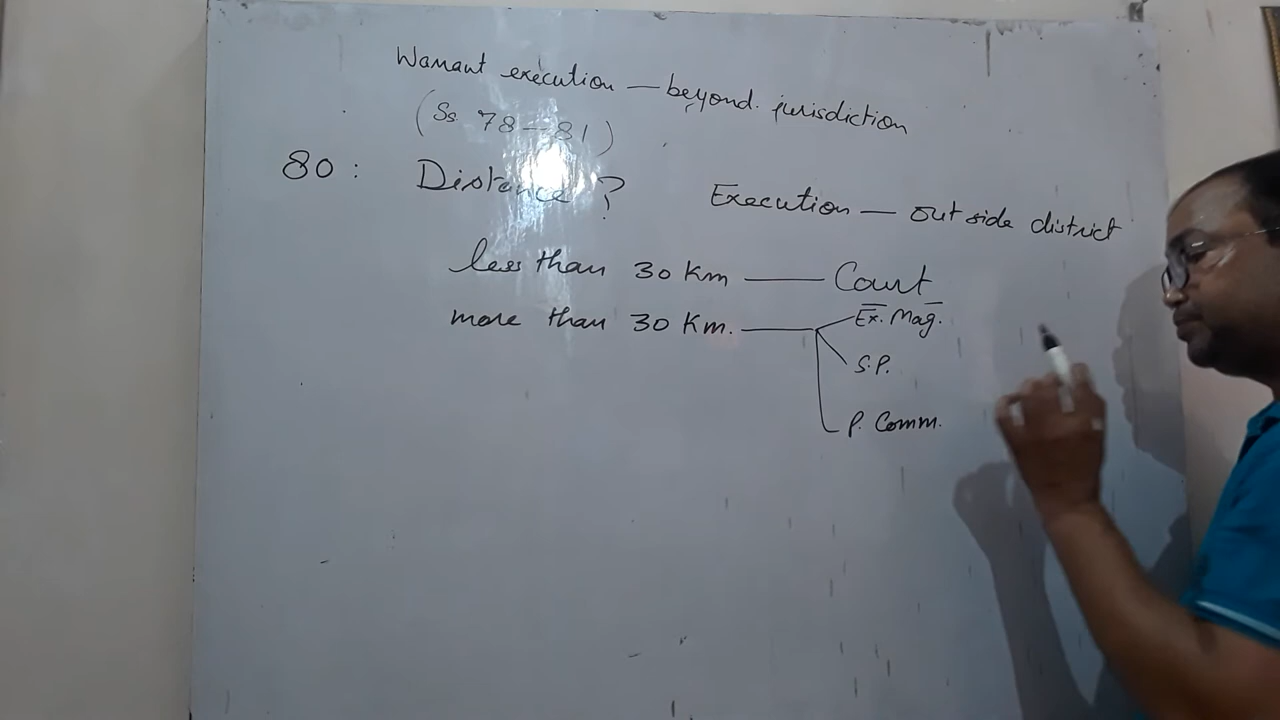 Warrant execution — beyond jurisdiction
(Ss 78 – 81)
80 : Distance ? Execution — outside district
less than 30 Km —— Court
more than 30 Km. —— Ex. Mag.
S.P.
P. Comm.